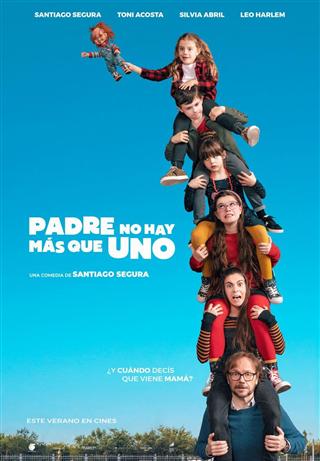 SANTIAGO SEGURA TONI ACOSTA SILVIA ABRIL LEO HARLEM
PADRE NO HAY
MÁS QUE UNO
UNA COMEDIA DE SANTIAGO SEGURA
¿Y CUÁNDO DECÍS
QUE VIENE MAMÁ?
ESTE VERANO EN CINES